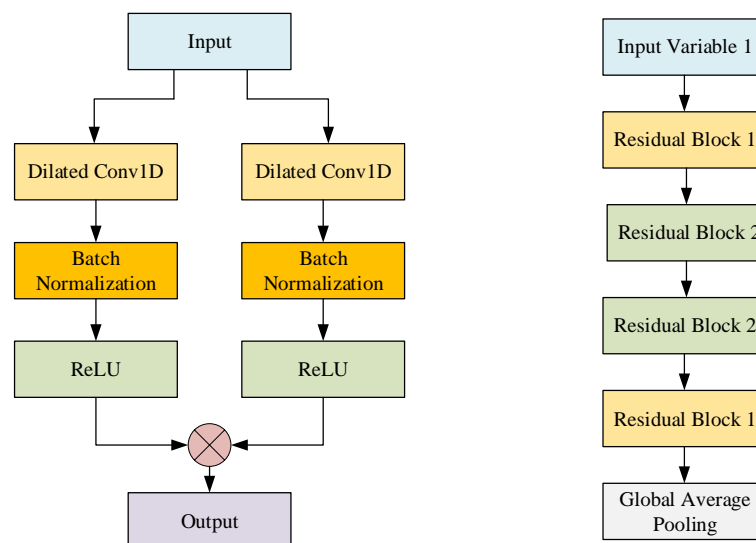 Input
Dilated Conv1D
Dilated Conv1D
Batch
Normalization
Batch
Normalization
ReLU
ReLU
Output
Input Variable 1
Residual Block 1
Residual Block 2
Residual Block 2
Residual Block 1
Global Average
Pooling